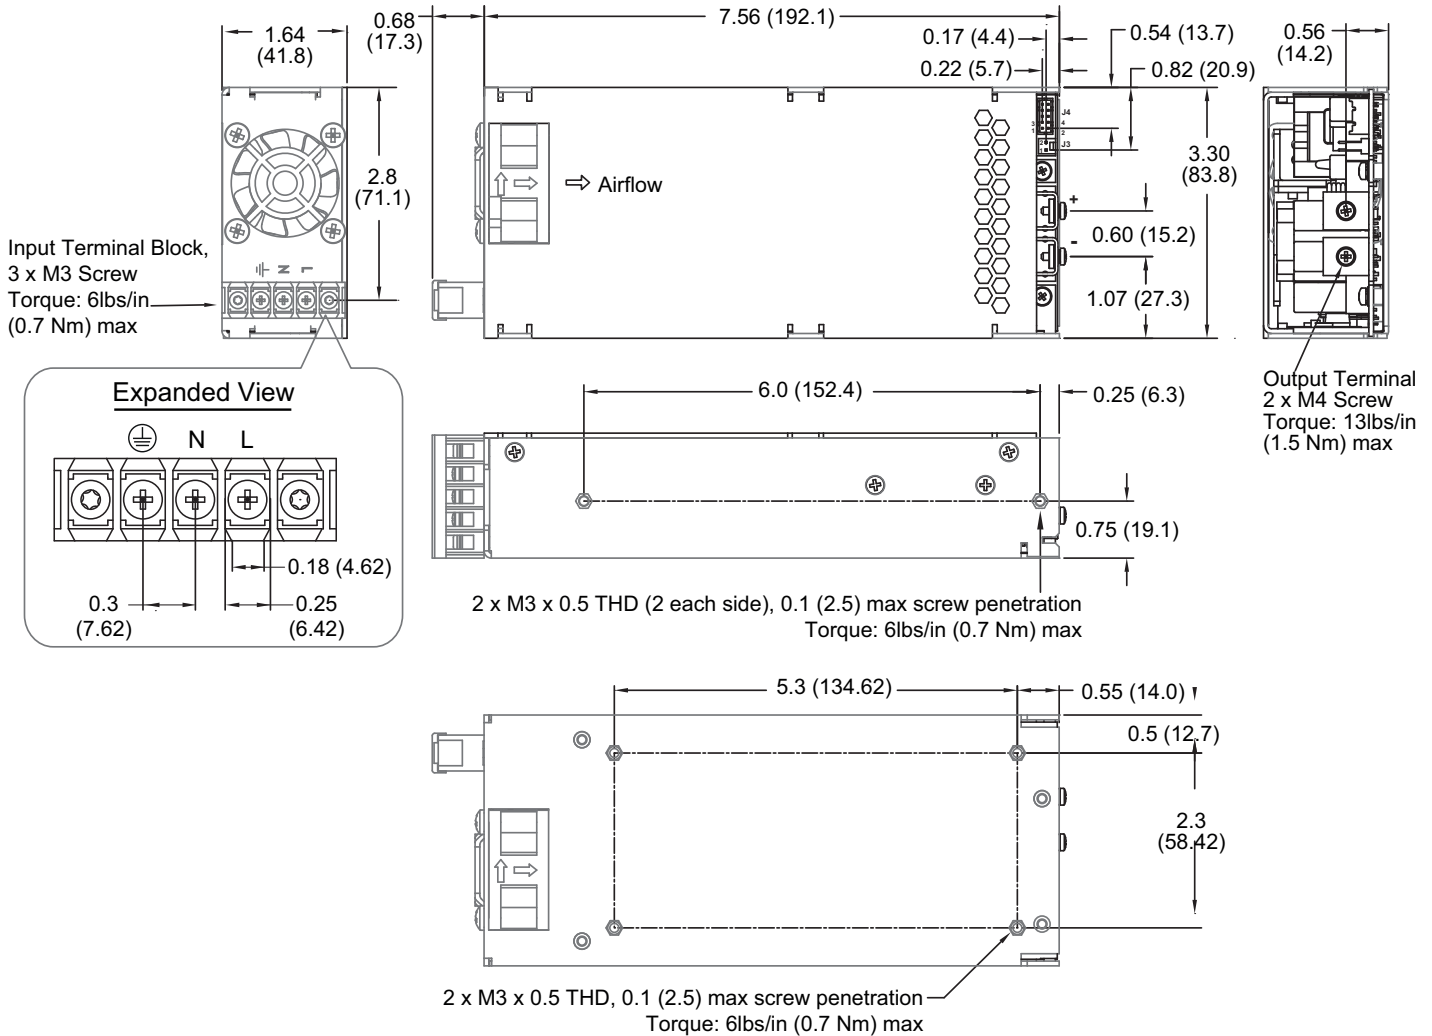 1.64
(41.8)
0.68
(17.3)
7.56 (192.1)
0.17 (4.4)
0.22 (5.7)
0.54 (13.7)
0.82 (20.9)
0.56
(14.2)
2.8
(71.1)
Airflow
J4
3 4
1 2
J3
2
1
+
-
3.30
(83.8)
0.60 (15.2)
1.07 (27.3)
N L
Input Terminal Block,
3 x M3 Screw
Torque: 6lbs/in
(0.7 Nm) max
Output Terminal
2 x M4 Screw
Torque: 13lbs/in
(1.5 Nm) max
Expanded View
N L
0.18 (4.62)
0.3
(7.62)
0.25
(6.42)
6.0 (152.4)
0.25 (6.3)
0.75 (19.1)
2 x M3 x 0.5 THD (2 each side), 0.1 (2.5) max screw penetration
Torque: 6lbs/in (0.7 Nm) max
5.3 (134.62)
0.55 (14.0)
0.5 (12.7)
2.3
(58.42)
2 x M3 x 0.5 THD, 0.1 (2.5) max screw penetration
Torque: 6lbs/in (0.7 Nm) max